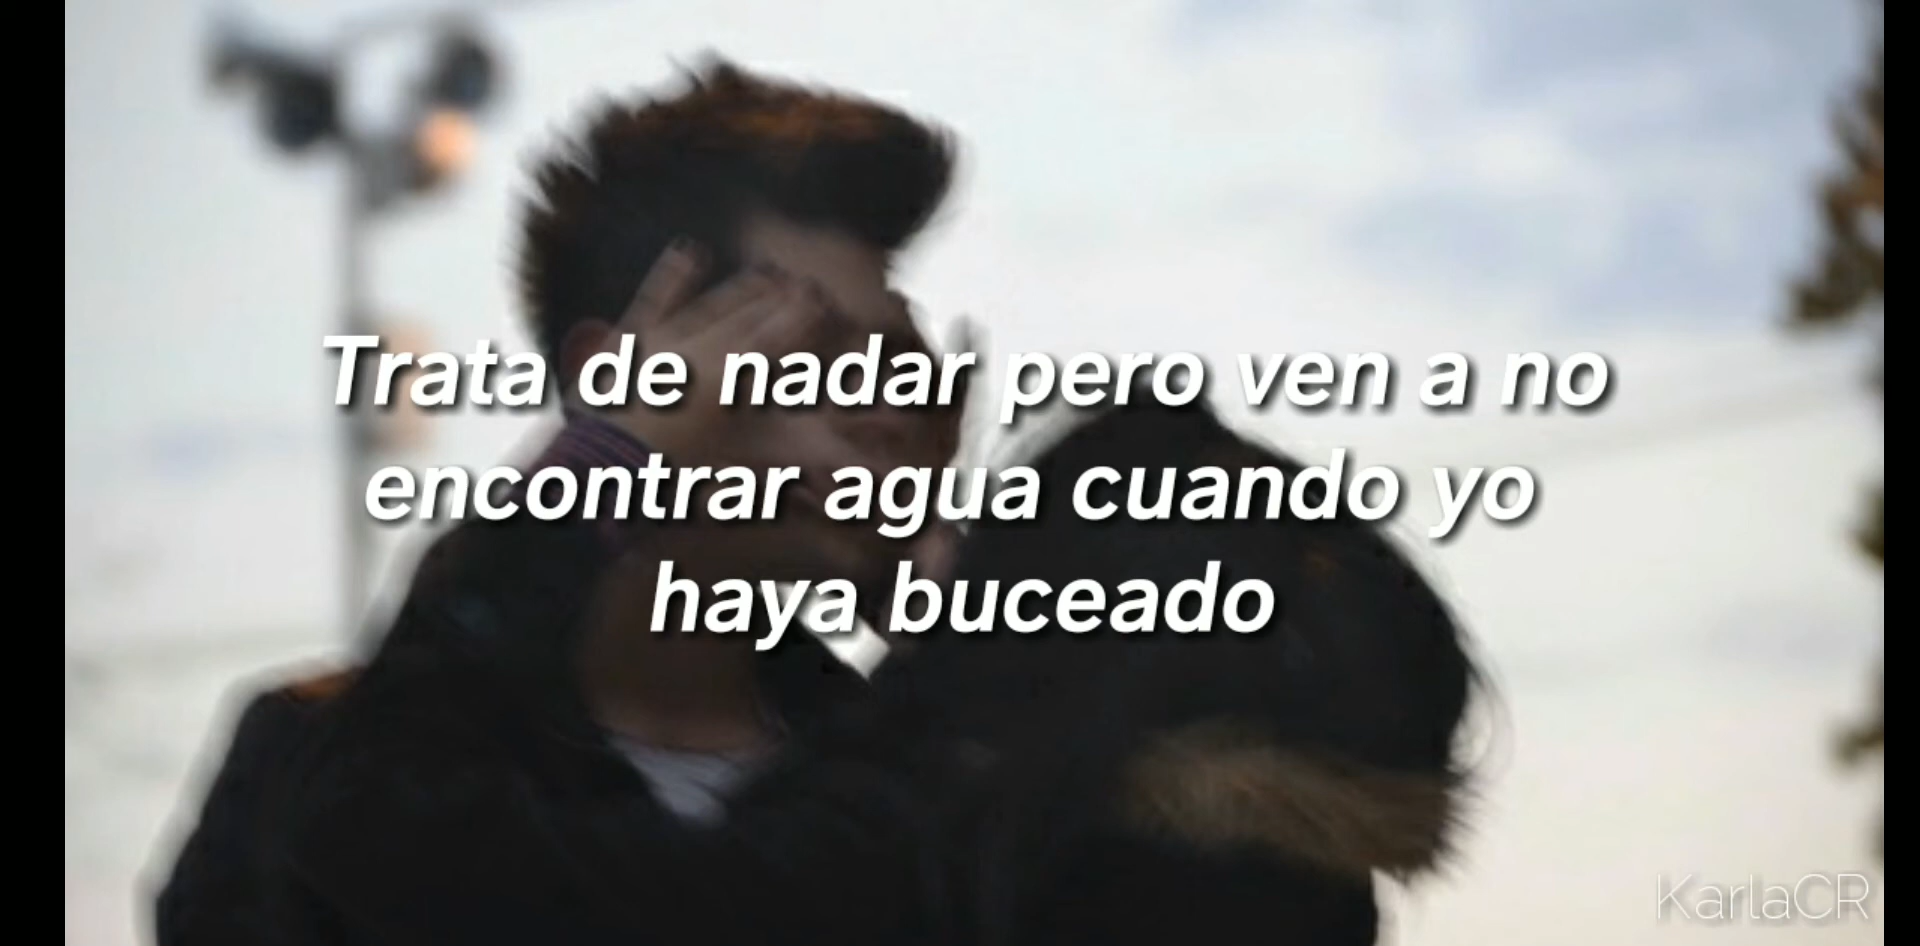 Trata de nadar pero ven a no
encontrar agua cuando yo
haya buceado
KarlaCR